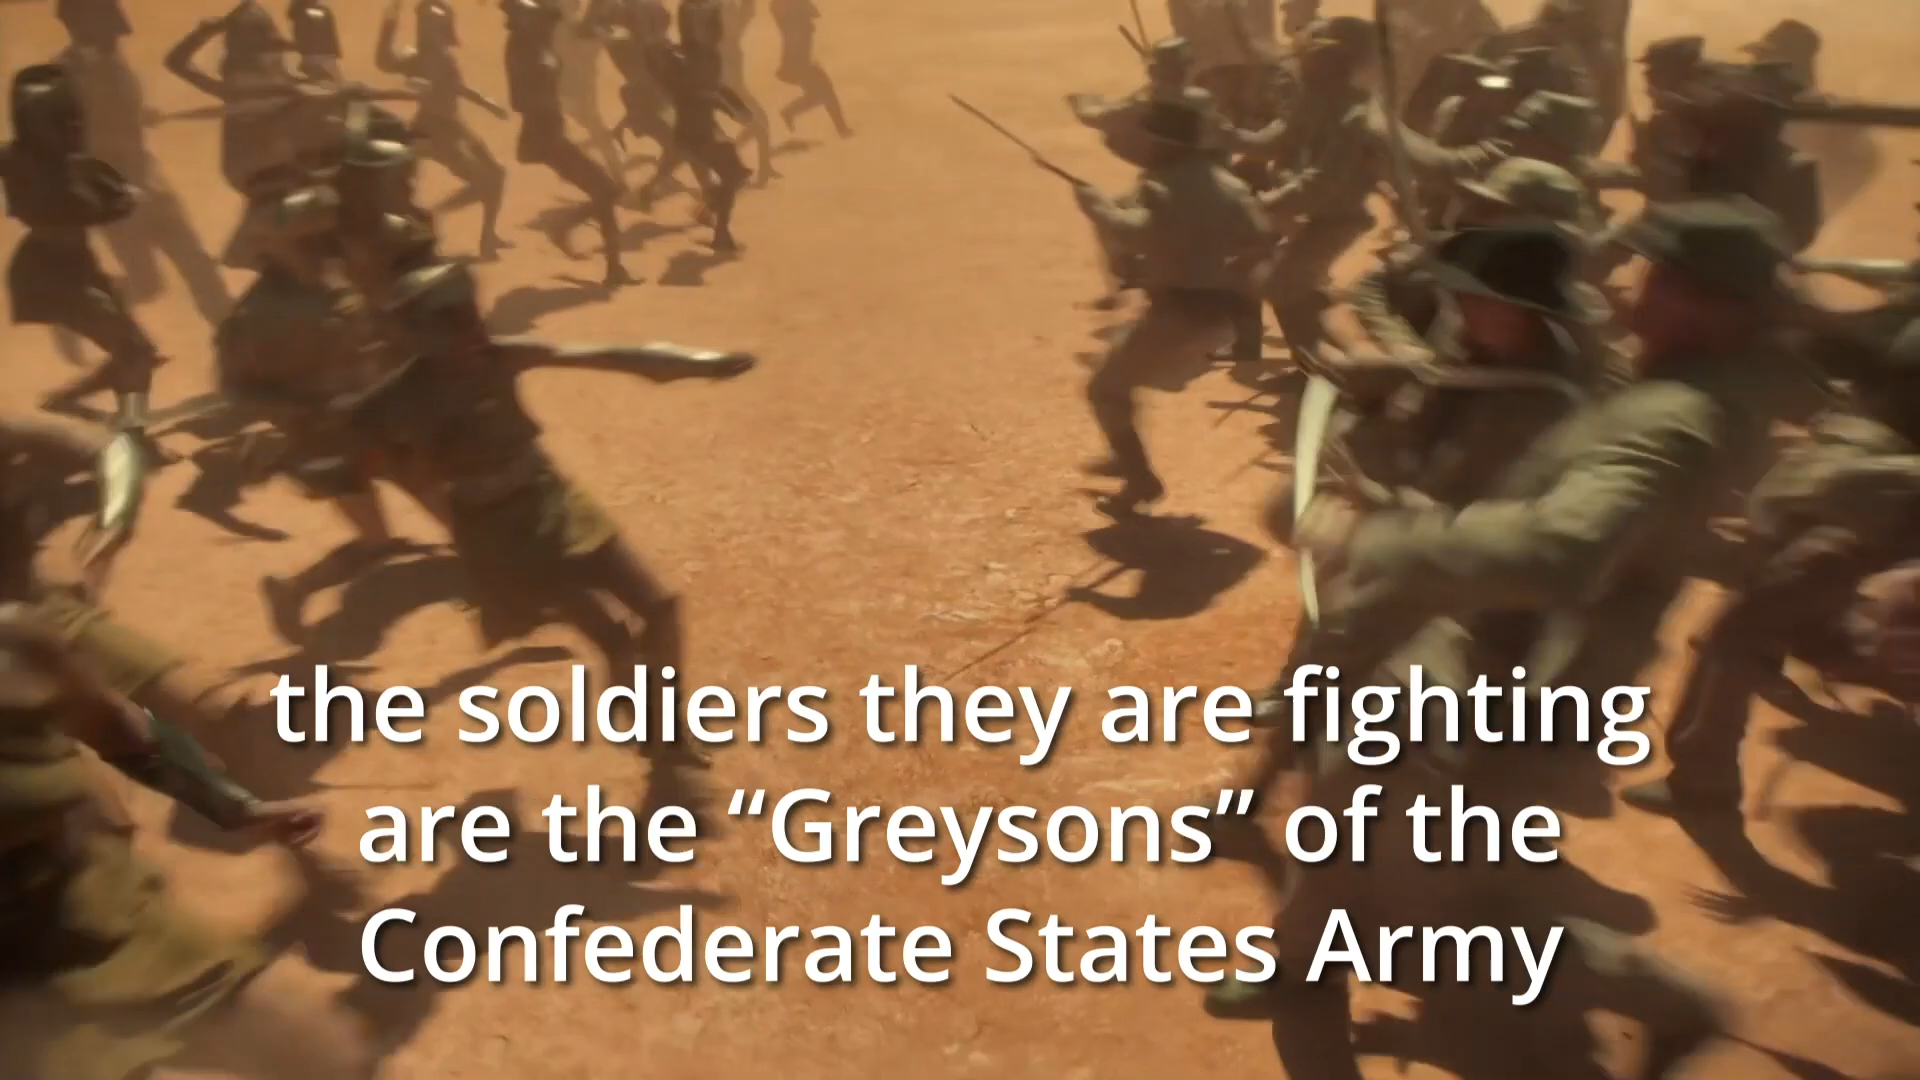 the soldiers they are fighting
are the “Greysons” of the
Confederate States Army